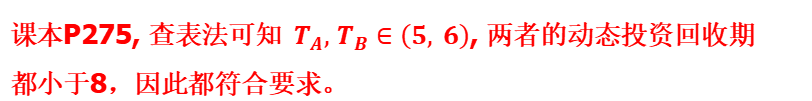 课本P275, 查表法可知 T_A, T_B ∈ (5, 6), 两者的动态投资回收期
都小于8，因此都符合要求。